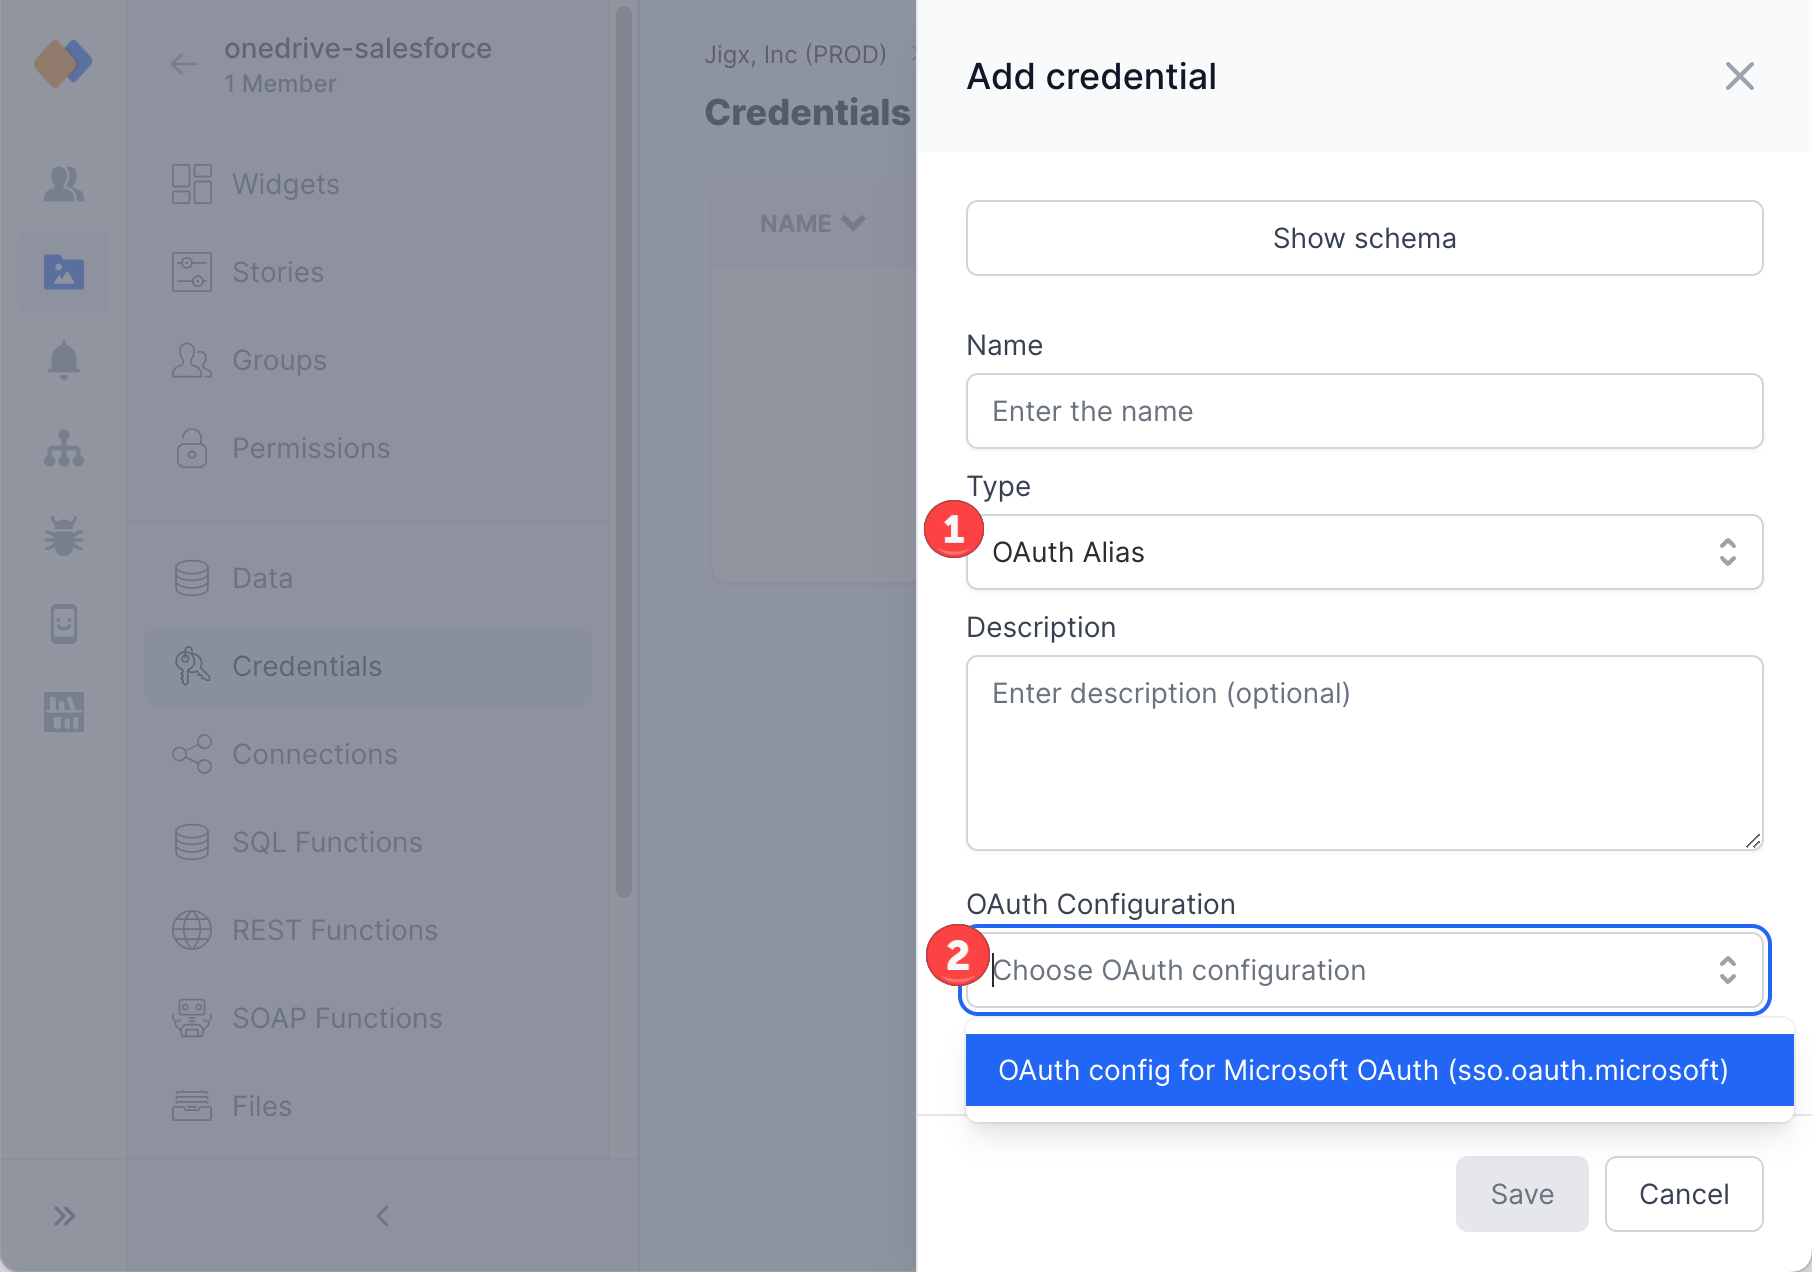 onedrive-salesforce
1 Member
Widgets
Stories
Groups
Permissions
Data
Credentials
Connections
SQL Functions
REST Functions
SOAP Functions
Files
Jigx, Inc (PROD)
Credentials
NAME
Add credential
Show schema
Name
Enter the name
Type
1
OAuth Alias
Description
Enter description (optional)
OAuth Configuration
2
Choose OAuth configuration
OAuth config for Microsoft OAuth (sso.oauth.microsoft)
Save
Cancel